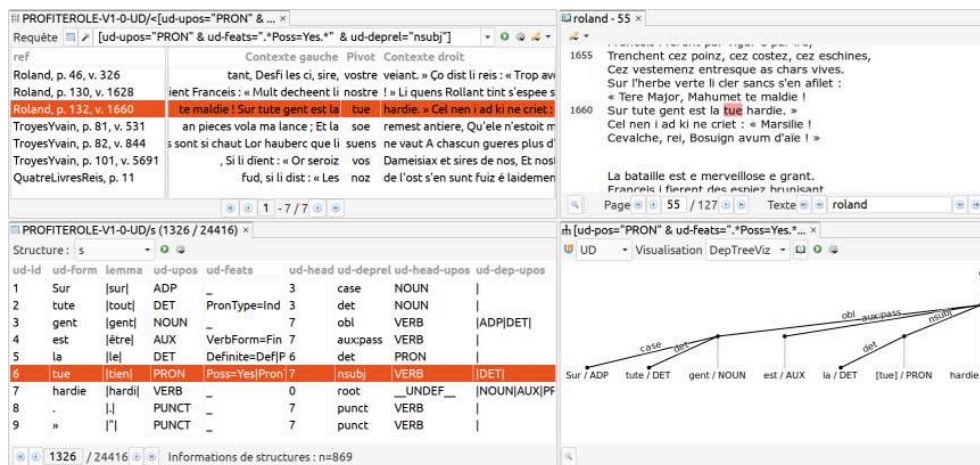 PROFITEROLE-V1-0-UD/<[ud-upos="PRON" & ... ×
Requête [ud-upos="PRON" & ud-feats=".*Poss=Yes.*" & ud-deprel="nsubj"]
ref Contexte gauche Pivot Contexte droit
Roland, p. 46, v. 326 tant, Desfi les ci, sire, vostre veiant. » Ço dist li reis : « Trop
Roland, p. 130, v. 1628 Franceis : « Mult decheent li nostre ! » Li quens Rollant tint s'espee
Roland, p. 132, v. 1660 te maldie ! Sur tute gent est la tue hardie. » Cel nen i ad ki ne criet :
TroyesYvain, p. 81, v. 531 an pieces vola ma lance ; Et la soe remest antiere, Qu'ele n'estoit
TroyesYvain, p. 82, v. 844 sont si chaut Lor hauberc que li suens ne vaut A chascun gueres plus
TroyesYvain, p. 101, v. 5691 , Si li dïent : « Or seroiz vos Dameisiax et sires de nos, Et
QuatreLivresReis, p. 11 fud, si li dist : « Les noz de l'ost s'en sunt fuiz é laidement
1 - 7 / 7
roland - 55 ×
1655 Trenchent cez poinz, cez costez, cez eschines,
Cez vestemenz entresque as chars vives.
Sur l'herbe verte li cler sancs s'en afilet :
« Tere Major, Mahumet te maldie !
1660 Sur tute gent est la tue hardie. »
Cel nen i ad ki ne criet : « Marsilie !
Cevalche, rei, Bosuign avum d'aïe ! »
La bataille est e merveillose e grant.
Franceis i fierent des espiez brunisant
Page 55 / 127 Texte roland
PROFITEROLE-V1-0-UD/s (1326 / 24416) ×
Structure : s
ud-id ud-form lemma ud-upos ud-feats ud-head ud-deprel ud-head-upos ud-dep-upos
1 Sur |sur| ADP _ 3 case NOUN |
2 tute |tout| DET PronType=Ind 3 det NOUN |
3 gent |gent| NOUN _ 7 obl VERB |ADP|DET|
4 est |être| AUX VerbForm=Fin 7 aux:pass VERB |
5 la |le| DET Definite=Def|P 6 det PRON |
6 tue |tien| PRON Poss=Yes|Pron 7 nsubj VERB |DET|
7 hardie |hardi| VERB 0 root __UNDEF__ |NOUN|AUX|PR
8 . |.| PUNCT _ 7 punct VERB |
9 » |"| PUNCT _ 7 punct VERB |
1326 / 24416 Informations de structures : n=869
[ud-pos="PRON" & ud-feats=".*Poss=Yes.... ×
UD Visualisation DepTreeViz
obl aux:pass nsubj
case det det
Sur / ADP tute / DET gent / NOUN est / AUX la / DET [tue] / PRON hardie